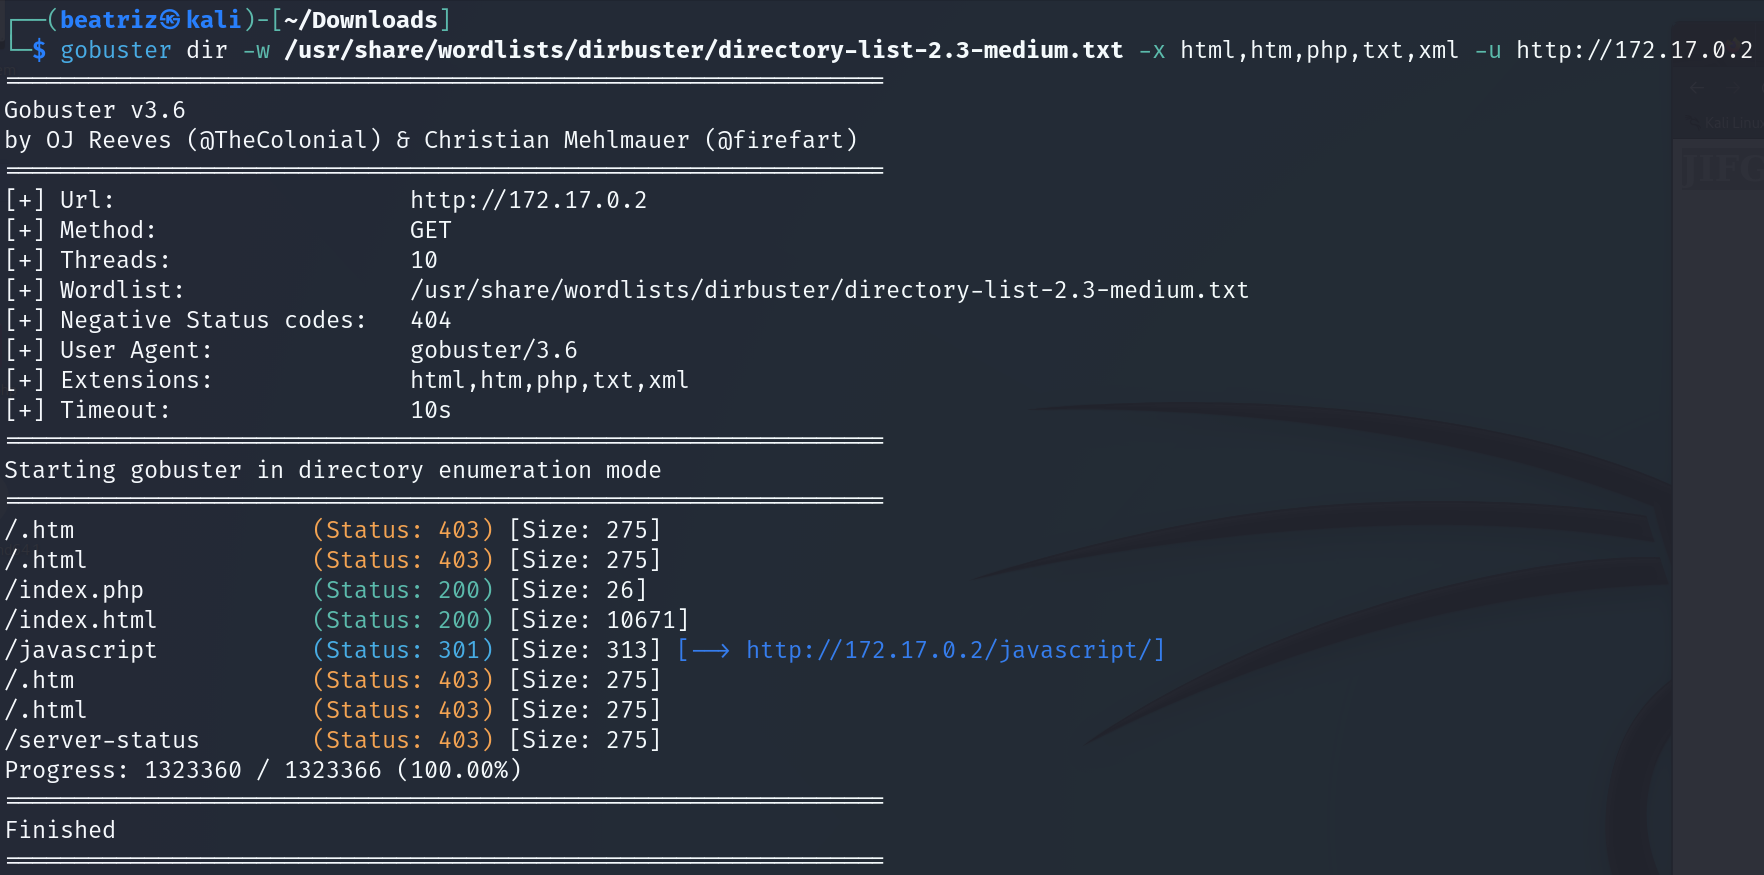 ┌──(beatriz㉿kali)-[~/Downloads]
└─$ gobuster dir -w /usr/share/wordlists/dirbuster/directory-list-2.3-medium.txt -x html,htm,php,txt,xml -u http://172.17.0.2
===============================================================
Gobuster v3.6
by OJ Reeves (@TheColonial) & Christian Mehlmauer (@firefart)
===============================================================
[+] Url:                     http://172.17.0.2
[+] Method:                  GET
[+] Threads:                 10
[+] Wordlist:                /usr/share/wordlists/dirbuster/directory-list-2.3-medium.txt
[+] Negative Status codes:   404
[+] User Agent:              gobuster/3.6
[+] Extensions:              html,htm,php,txt,xml
[+] Timeout:                 10s
===============================================================
Starting gobuster in directory enumeration mode
===============================================================
/.htm                 (Status: 403) [Size: 275]
/.html                (Status: 403) [Size: 275]
/index.php            (Status: 200) [Size: 26]
/index.html           (Status: 200) [Size: 10671]
/javascript           (Status: 301) [Size: 313] [--> http://172.17.0.2/javascript/]
/.htm                 (Status: 403) [Size: 275]
/.html                (Status: 403) [Size: 275]
/server-status        (Status: 403) [Size: 275]
Progress: 1323360 / 1323366 (100.00%)
===============================================================
Finished
===============================================================
Kali Linux